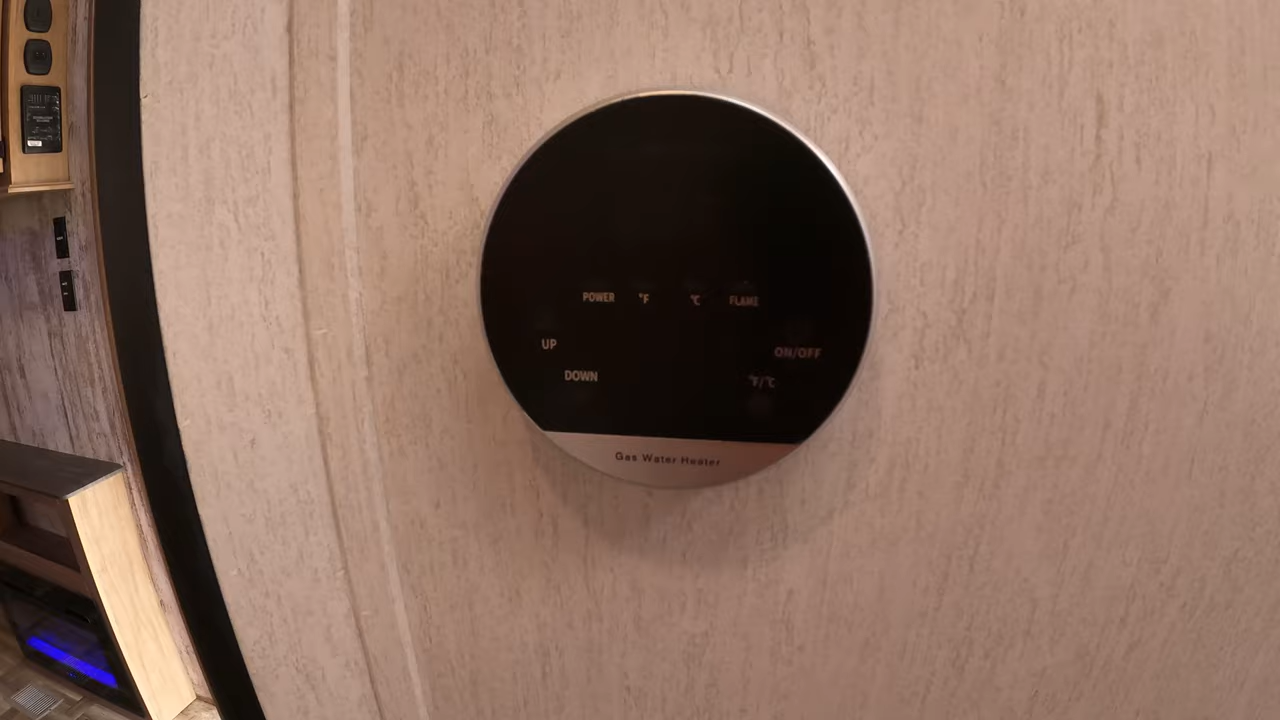 POWER °F °C FLAME
UP
ON/OFF
DOWN
°F/°C
Gas Water Heater